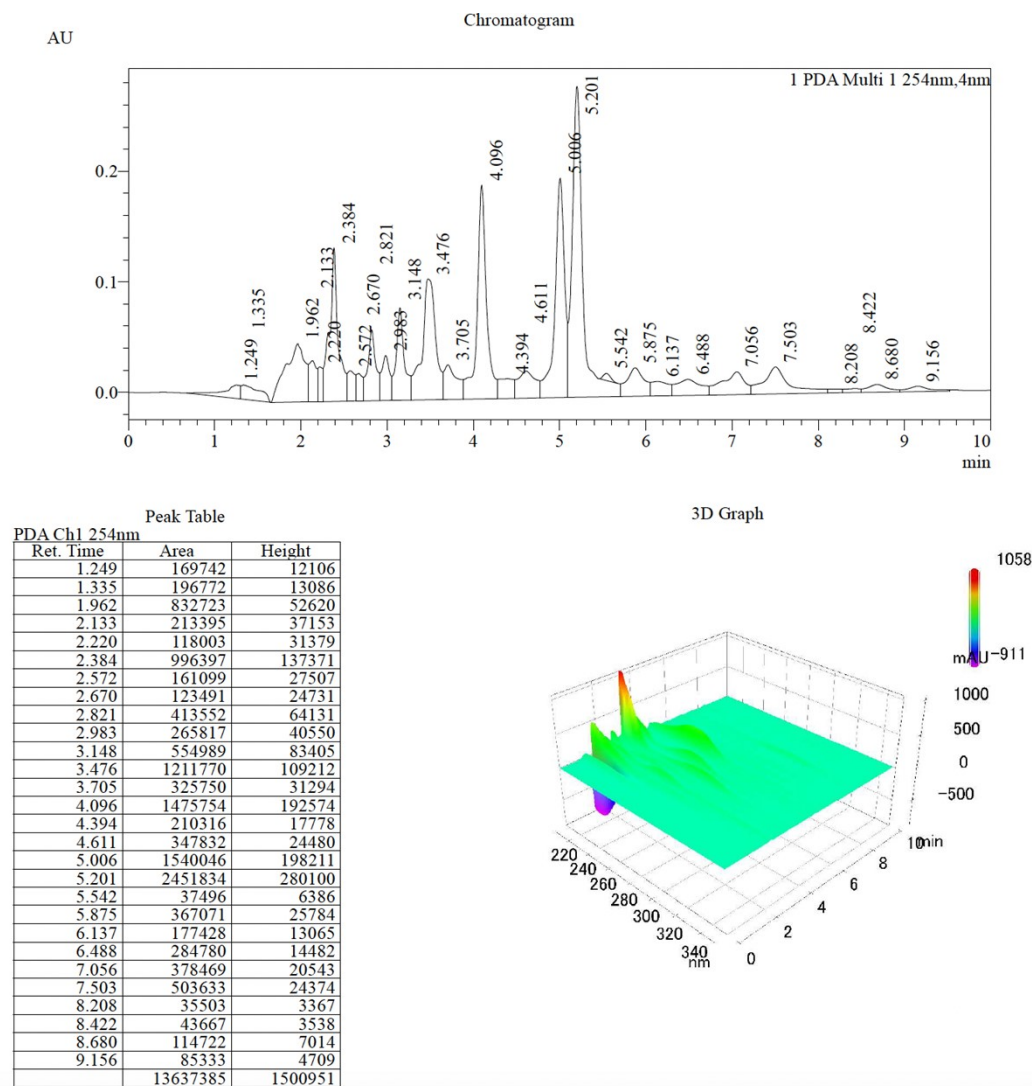 Chromatogram
AU
1 PDA Multi 1 254nm,4nm
0.2
0.1
0.0
1.249
1.335
1.962
2.133
2.220
2.384
2.572
2.670
2.821
2.983
3.148
3.476
3.705
4.096
4.394
4.611
5.006
5.201
5.542
5.875
6.137
6.488
7.056
7.503
8.208
8.422
8.680
9.156
0 1 2 3 4 5 6 7 8 9 10
min
Peak Table
PDA Ch1 254nm
Ret. Time Area Height
1.249 169742 12106
1.335 196772 13086
1.962 832723 52620
2.133 213395 37153
2.220 118003 31379
2.384 996397 137371
2.572 161099 27507
2.670 123491 24731
2.821 413552 64131
2.983 265817 40550
3.148 554989 83405
3.476 1211770 109212
3.705 325750 31294
4.096 1475754 192574
4.394 210316 17778
4.611 347832 24480
5.006 1540046 198211
5.201 2451834 280100
5.542 37496 6386
5.875 367071 25784
6.137 177428 13065
6.488 284780 14482
7.056 378469 20543
7.503 503633 24374
8.208 35503 3367
8.422 43667 3538
8.680 114722 7014
9.156 85333 4709
13637385 1500951
3D Graph
1058
-911
mAU
1000
500
0
-500
220
240
260
280
300
320
340
nm
0
2
4
6
8
10
min